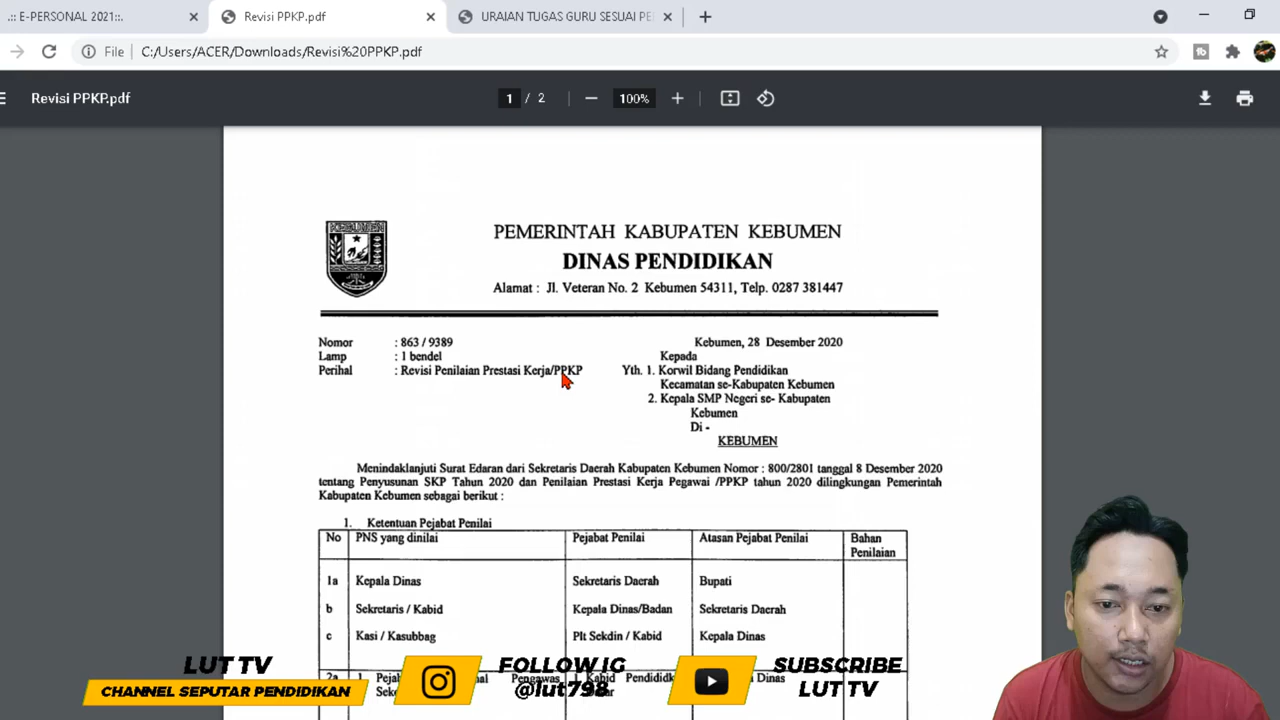 .:: E-PERSONAL 2021::.
Revisi PPKP.pdf
URAIAN TUGAS GURU SESUAI PE
File
C:/Users/ACER/Downloads/Revisi%20PPKP.pdf
Revisi PPKP.pdf
1 / 2
100%
KEBUMEN
PEMERINTAH KABUPATEN KEBUMEN
DINAS PENDIDIKAN
Alamat : Jl. Veteran No. 2 Kebumen 54311, Telp. 0287 381447
Nomor : 863 / 9389
Lamp : 1 bendel
Perihal : Revisi Penilaian Prestasi Kerja/PPKP
Kebumen, 28 Desember 2020
Kepada
Yth. 1. Korwil Bidang Pendidikan
Kecamatan se-Kabupaten Kebumen
2. Kepala SMP Negeri se- Kabupaten
Kebumen
Di -
KEBUMEN
Menindaklanjuti Surat Edaran dari Sekretaris Daerah Kabupaten Kebumen Nomor : 800/2801 tanggal 8 Desember 2020
tentang Penyusunan SKP Tahun 2020 dan Penilaian Prestasi Kerja Pegawai /PPKP tahun 2020 dilingkungan Pemerintah
Kabupaten Kebumen sebagai berikut :
1. Ketentuan Pejabat Penilai
No PNS yang dinilai Pejabat Penilai Atasan Pejabat Penilai Bahan
Penilaian
1a Kepala Dinas Sekretaris Daerah Bupati
b Sekretaris / Kabid Kepala Dinas/Badan Sekretaris Daerah
c Kasi / Kasubbag Plt Sekdin / Kabid Kepala Dinas
2a 1 Pengawas 1 Kabid Dinas
LUT TV
CHANNEL SEPUTAR PENDIDIKAN
FOLLOW IG
@lut798
SUBSCRIBE
LUT TV